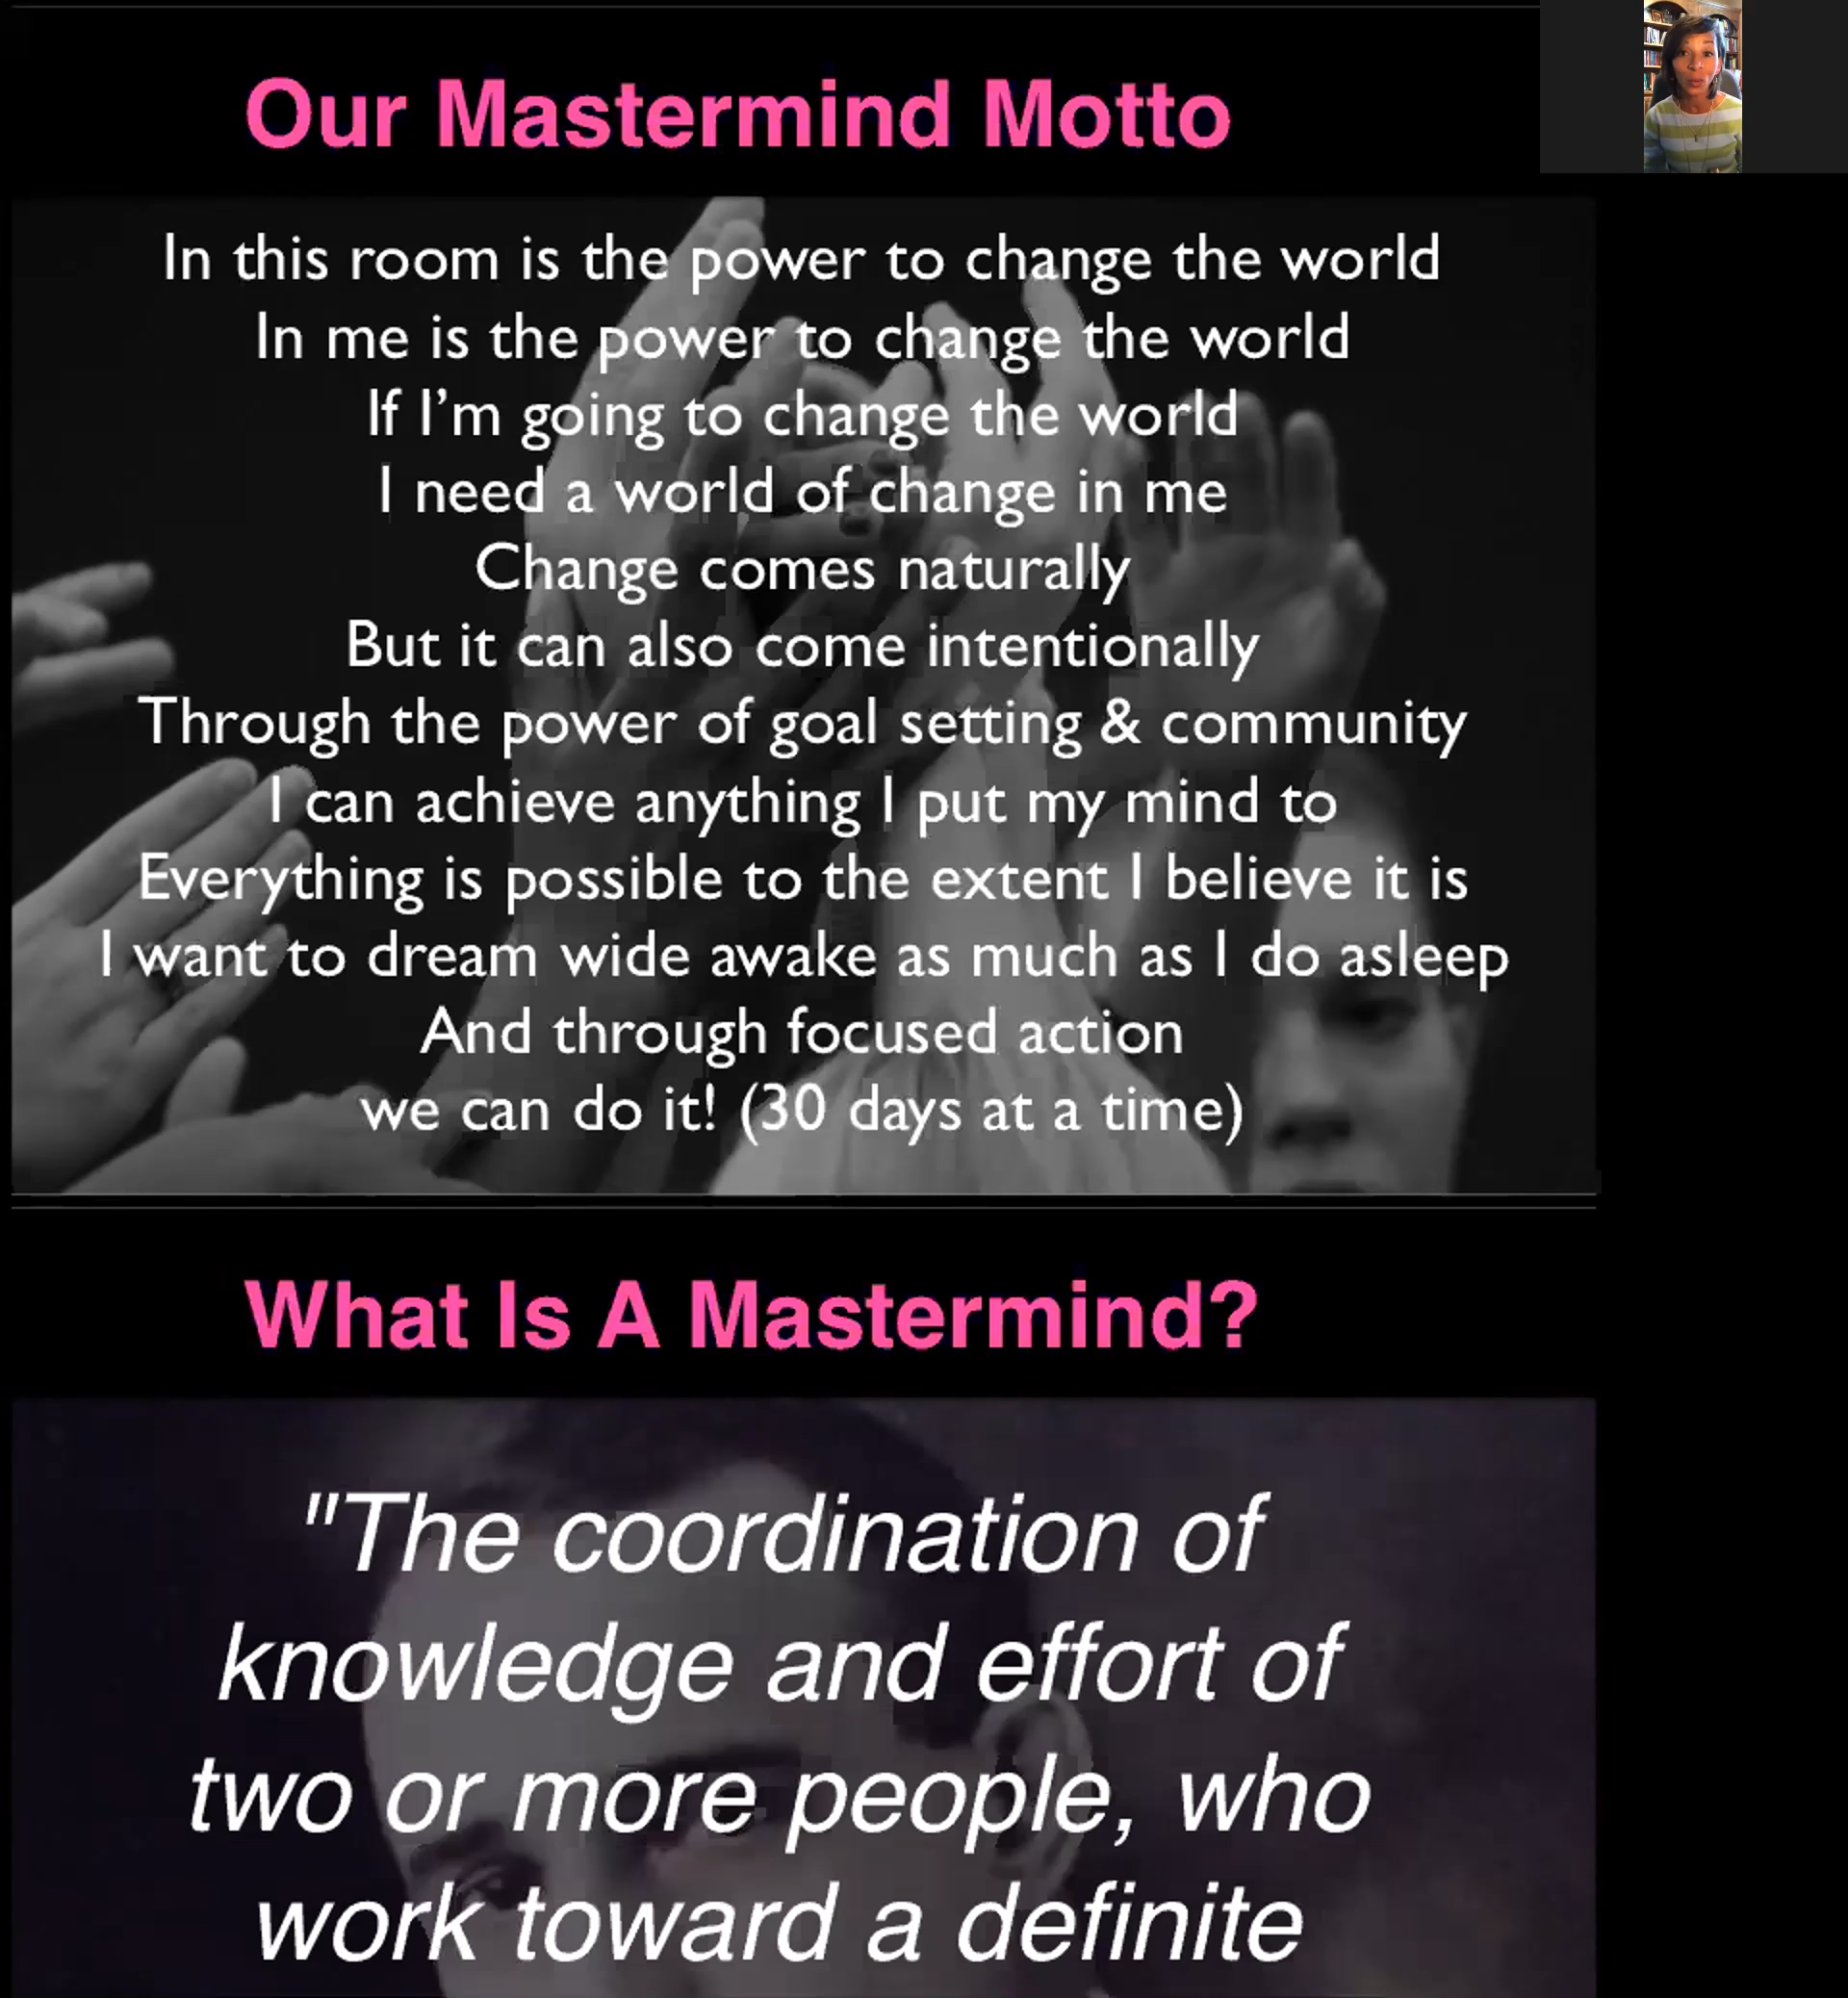 Our Mastermind Motto
In this room is the power to change the world
In me is the power to change the world
If I'm going to change the world
I need a world of change in me
Change comes naturally
But it can also come intentionally
Through the power of goal setting & community
I can achieve anything I put my mind to
Everything is possible to the extent I believe it is
I want to dream wide awake as much as I do asleep
And through focused action
we can do it! (30 days at a time)
What Is A Mastermind?
"The coordination of
knowledge and effort of
two or more people, who
work toward a definite